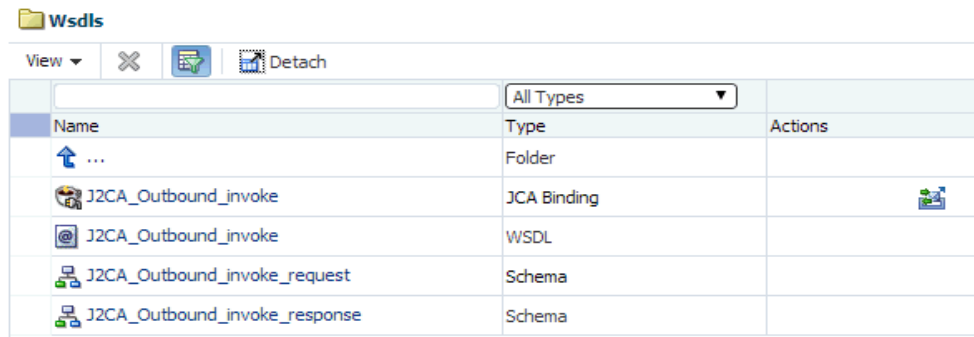 Wsdls
View Detach
All Types
Name Type Actions
... Folder
J2CA_Outbound_invoke JCA Binding
J2CA_Outbound_invoke WSDL
J2CA_Outbound_invoke_request Schema
J2CA_Outbound_invoke_response Schema